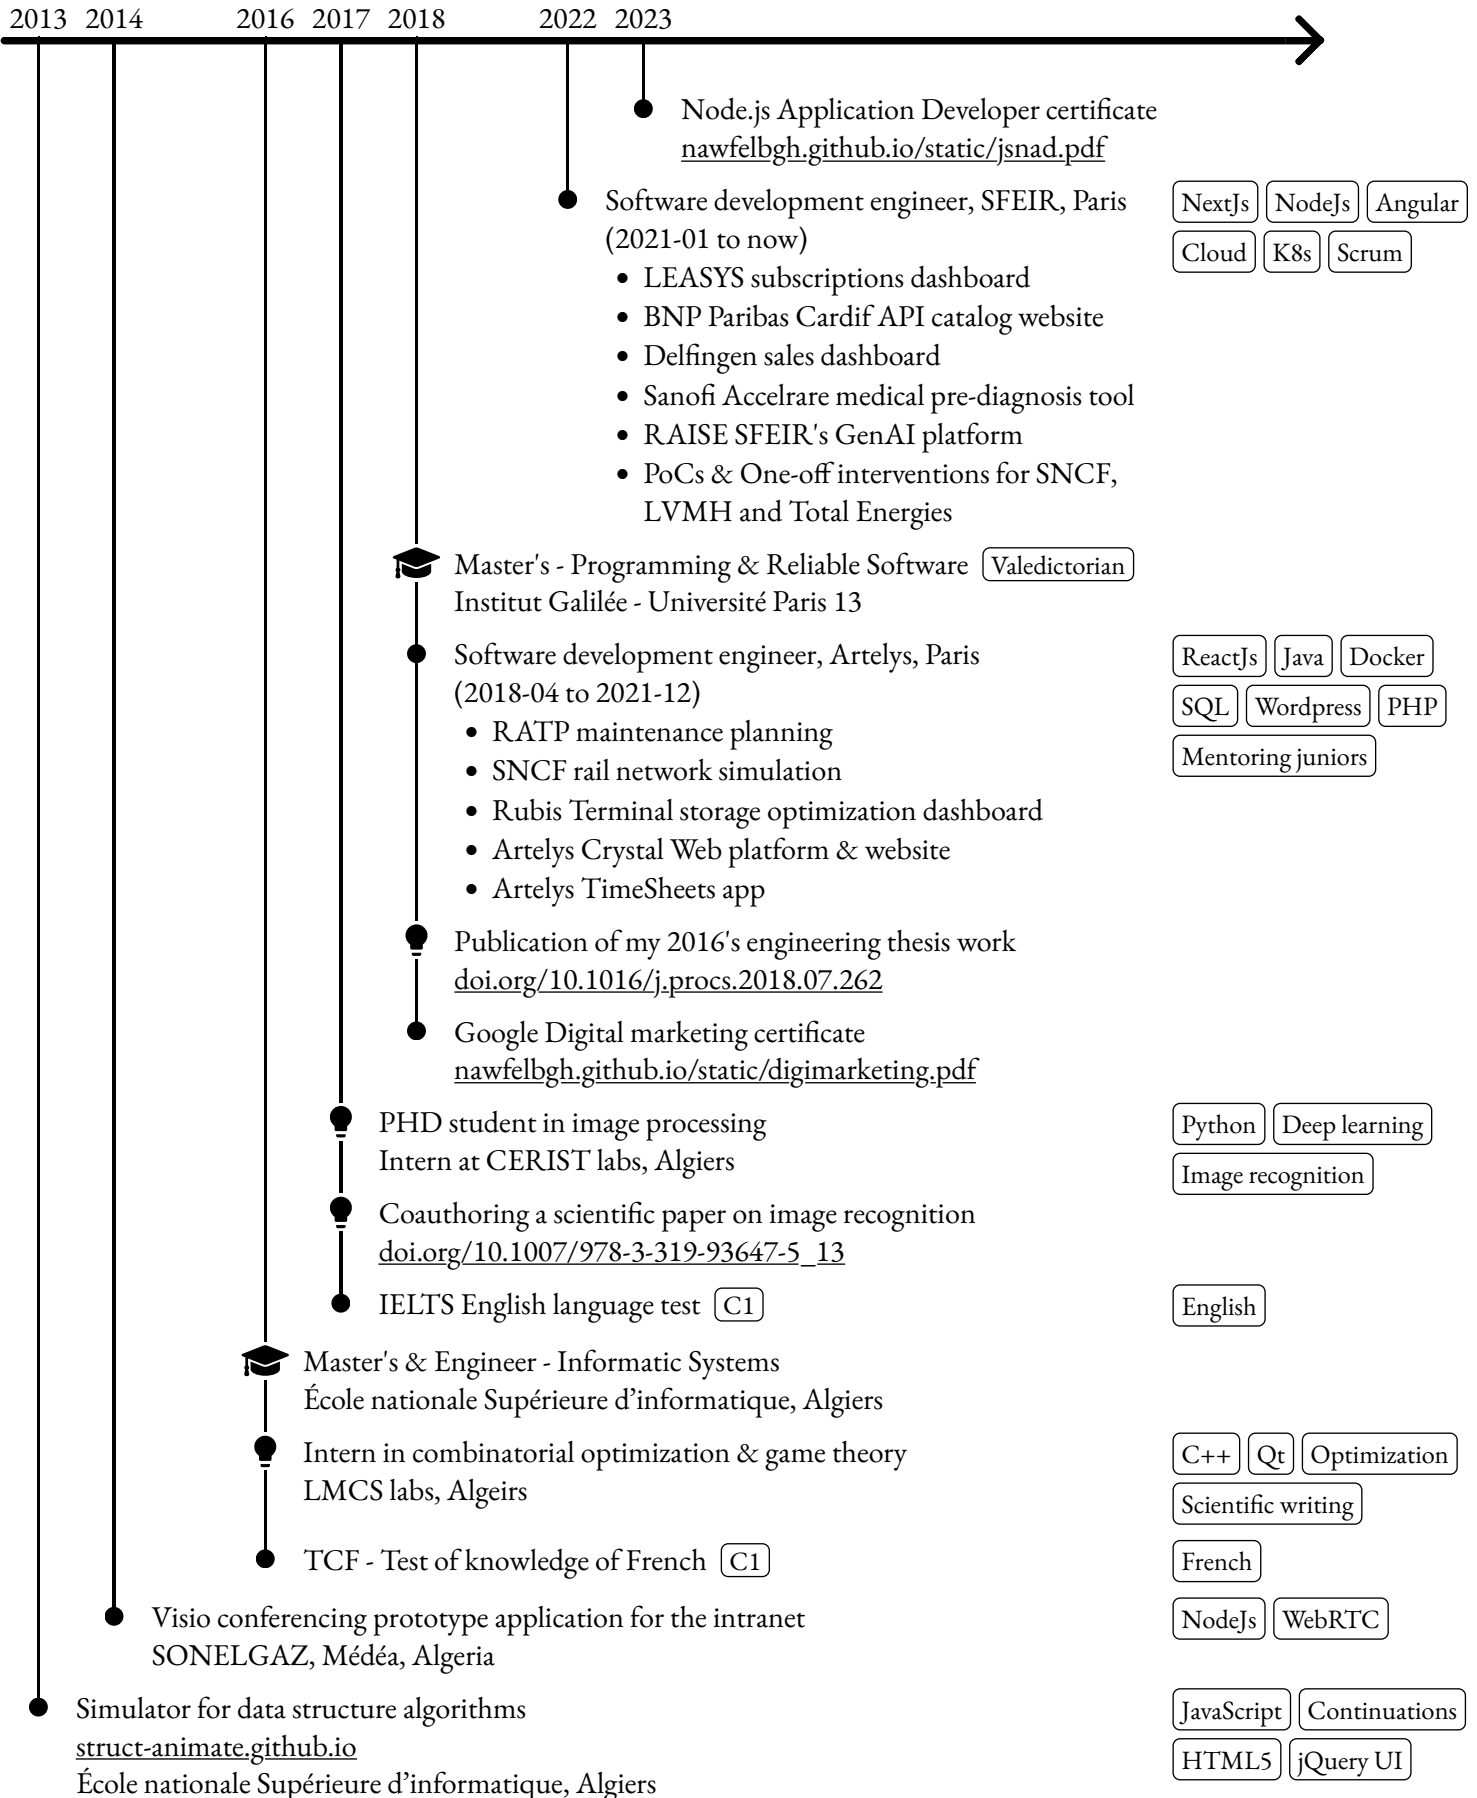 2013 2014 2016 2017 2018 2022 2023
Node.js Application Developer certificate
nawfelbgh.github.io/static/jsnad.pdf
Software development engineer, SFEIR, Paris
(2021-01 to now)
NextJs NodeJs Angular
Cloud K8s Scrum
• LEASYS subscriptions dashboard
• BNP Paribas Cardif API catalog website
• Delfingen sales dashboard
• Sanofi Accelrare medical pre-diagnosis tool
• RAISE SFEIR's GenAI platform
• PoCs & One-off interventions for SNCF,
LVMH and Total Energies
Master's - Programming & Reliable Software Valedictorian
Institut Galilée - Université Paris 13
Software development engineer, Artelys, Paris
(2018-04 to 2021-12)
ReactJs Java Docker
SQL Wordpress PHP
Mentoring juniors
• RATP maintenance planning
• SNCF rail network simulation
• Rubis Terminal storage optimization dashboard
• Artelys Crystal Web platform & website
• Artelys TimeSheets app
Publication of my 2016's engineering thesis work
doi.org/10.1016/j.procs.2018.07.262
Google Digital marketing certificate
nawfelbgh.github.io/static/digimarketing.pdf
PHD student in image processing
Intern at CERIST labs, Algiers
Python Deep learning
Image recognition
Coauthoring a scientific paper on image recognition
doi.org/10.1007/978-3-319-93647-5_13
IELTS English language test C1
English
Master's & Engineer - Informatic Systems
École nationale Supérieure d’informatique, Algiers
Intern in combinatorial optimization & game theory
LMCS labs, Algeirs
C++ Qt Optimization
Scientific writing
TCF - Test of knowledge of French C1
French
Visio conferencing prototype application for the intranet
SONELGAZ, Médéa, Algeria
NodeJs WebRTC
Simulator for data structure algorithms
struct-animate.github.io
École nationale Supérieure d’informatique, Algiers
JavaScript Continuations
HTML5 jQuery UI